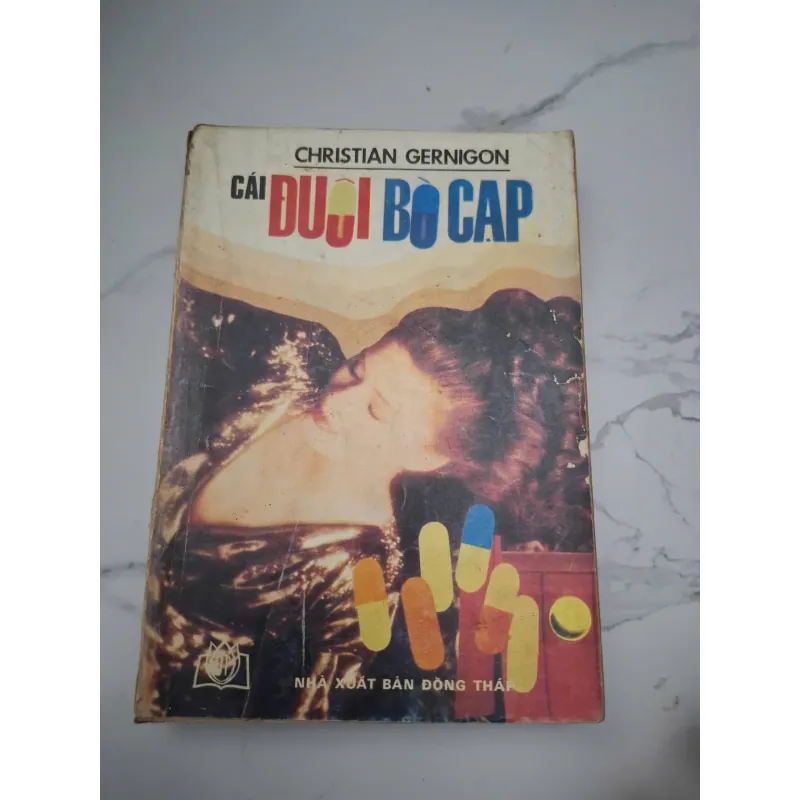 CHRISTIAN GERNIGON
CÁI ĐUÔI BÒ CẠP
NHÀ XUẤT BẢN ĐỒNG THÁP